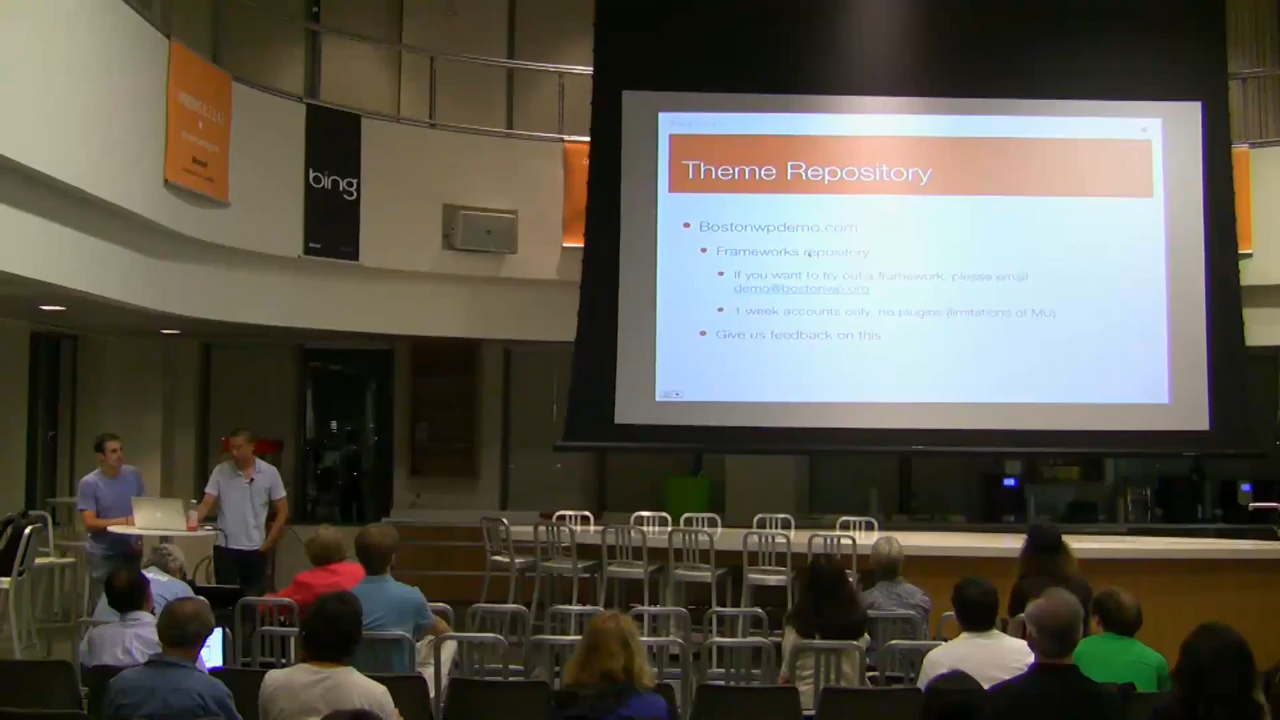 bing
Theme Repository
Bostonwpdemo.com
Frameworks repository
If you want to try out a framework, please email
demo@bostonwp.org
1 week accounts only, no plugins (limitations of MU)
Give us feedback on this